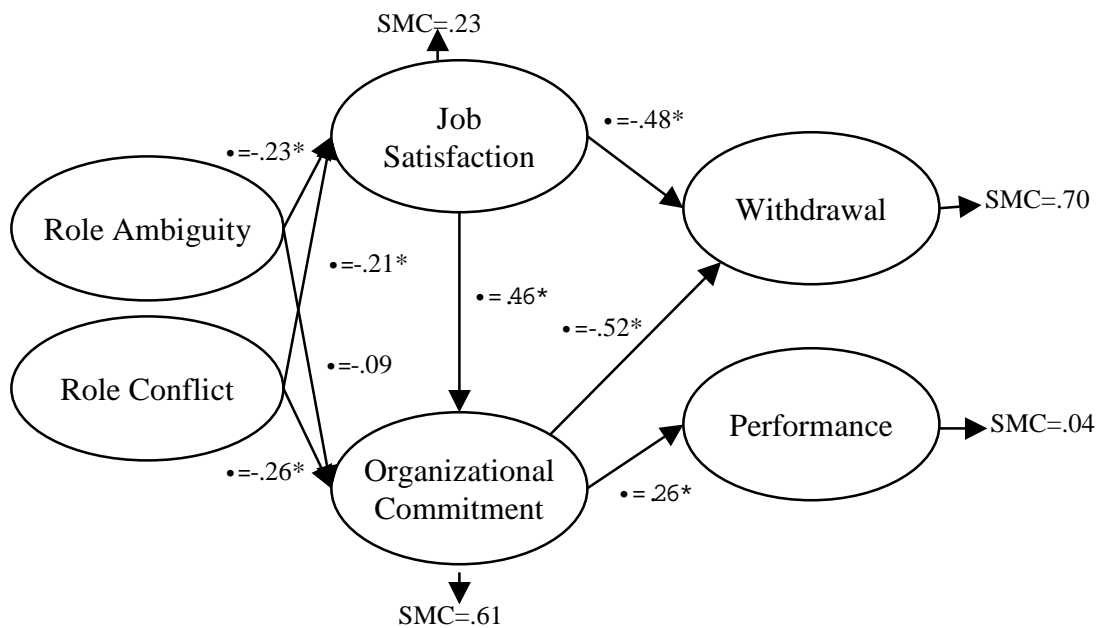 SMC=.23
Job
Satisfaction
•=-.48*
•=-.23*
Withdrawal
SMC=.70
Role Ambiguity
•=-.21*
•=.46*
•=-.52*
•=-.09
Role Conflict
Performance
SMC=.04
•=-.26*
Organizational
Commitment
•=.26*
SMC=.61